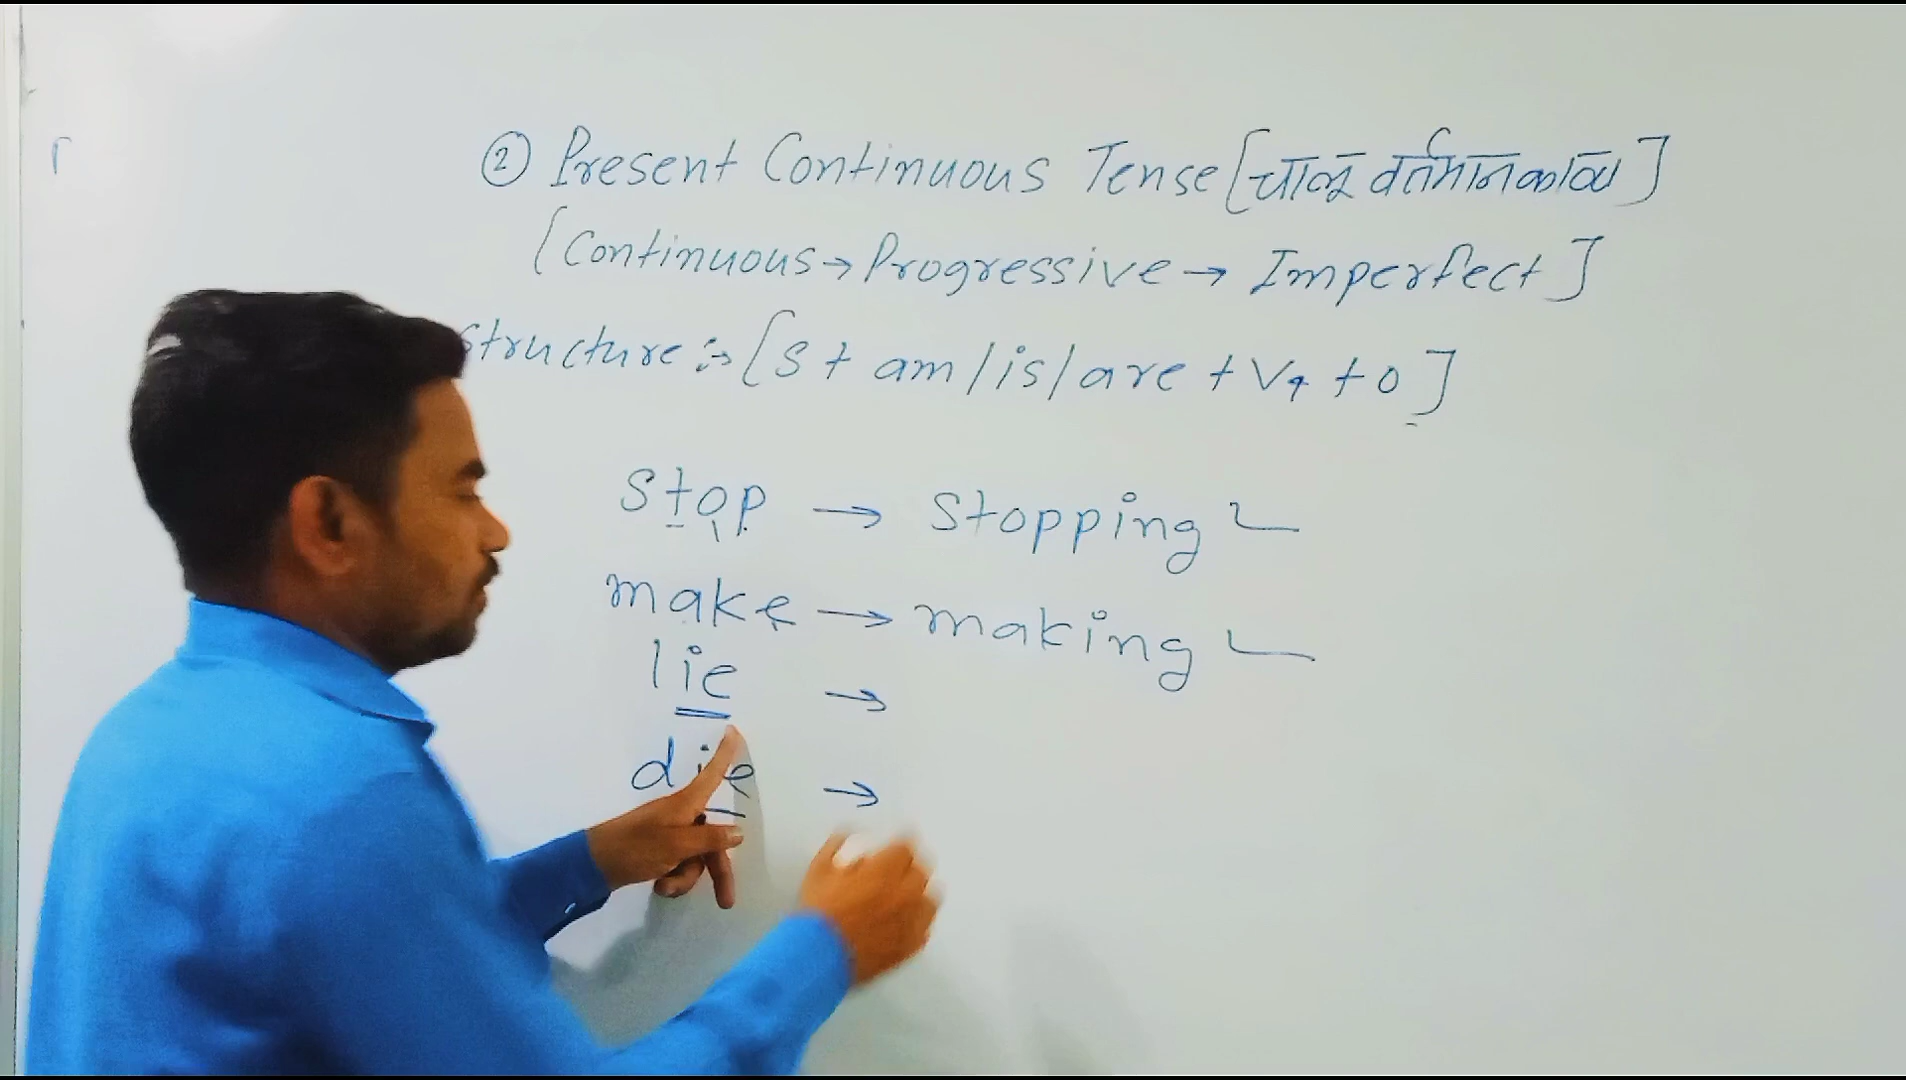 ② Present Continuous Tense [चालू वर्तमानकाळ]
[Continuous → Progressive → Imperfect]
Structure :→ [S + am/is/are + V4 + O]
Stop → Stopping
make → making
lie →
die →